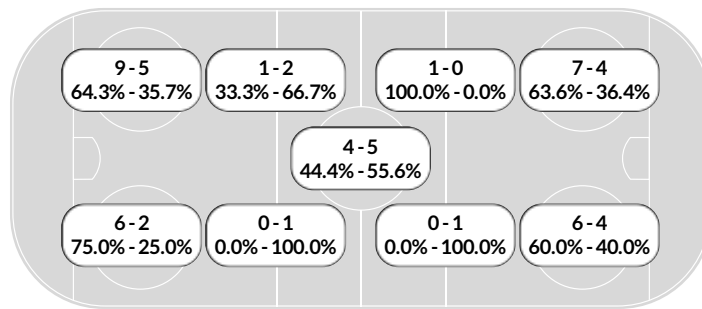 9 - 5
64.3% - 35.7%
1 - 2
33.3% - 66.7%
1 - 0
100.0% - 0.0%
7 - 4
63.6% - 36.4%
4 - 5
44.4% - 55.6%
6 - 2
75.0% - 25.0%
0 - 1
0.0% - 100.0%
0 - 1
0.0% - 100.0%
6 - 4
60.0% - 40.0%